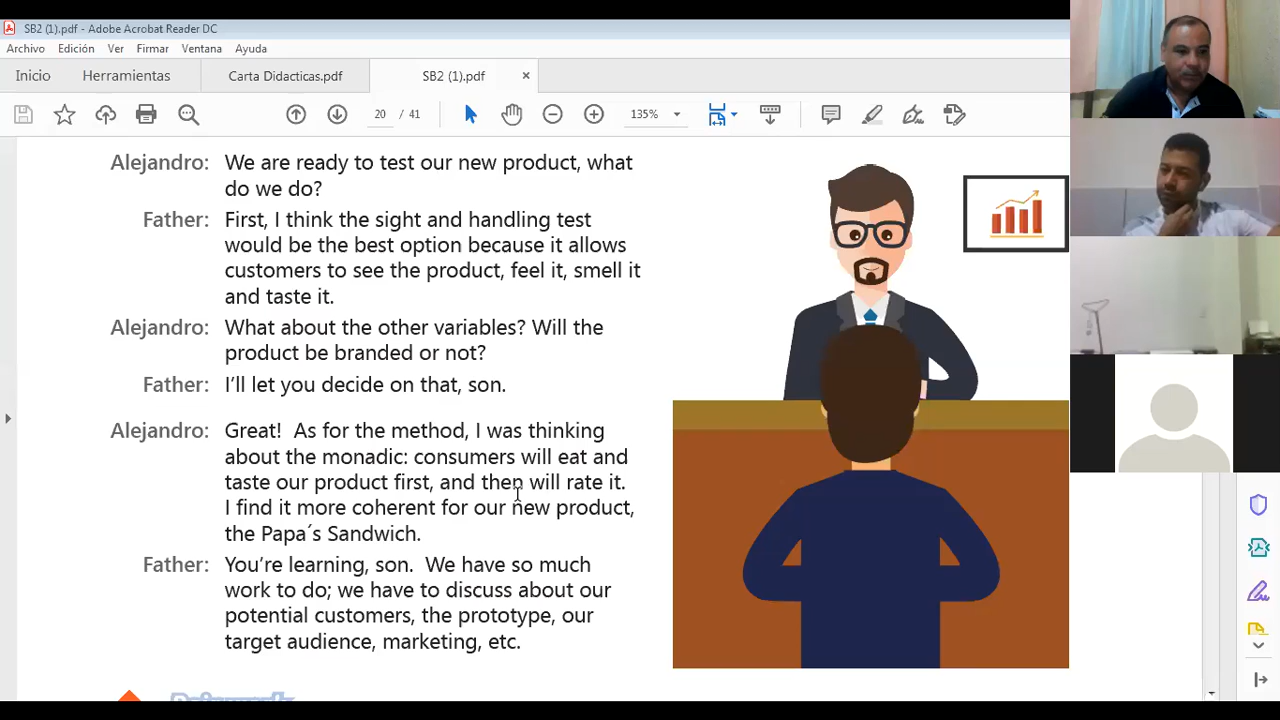 SB2 (1).pdf - Adobe Acrobat Reader DC
Archivo Edición Ver Firmar Ventana Ayuda
Inicio Herramientas Carta Didacticas.pdf SB2 (1).pdf ×
20 / 41 135%
Alejandro: We are ready to test our new product, what
do we do?
Father: First, I think the sight and handling test
would be the best option because it allows
customers to see the product, feel it, smell it
and taste it.
Alejandro: What about the other variables? Will the
product be branded or not?
Father: I’ll let you decide on that, son.
Alejandro: Great!  As for the method, I was thinking
about the monadic: consumers will eat and
taste our product first, and then will rate it.
I find it more coherent for our new product,
the Papa´s Sandwich.
Father: You’re learning, son.  We have so much
work to do; we have to discuss about our
potential customers, the prototype, our
target audience, marketing, etc.